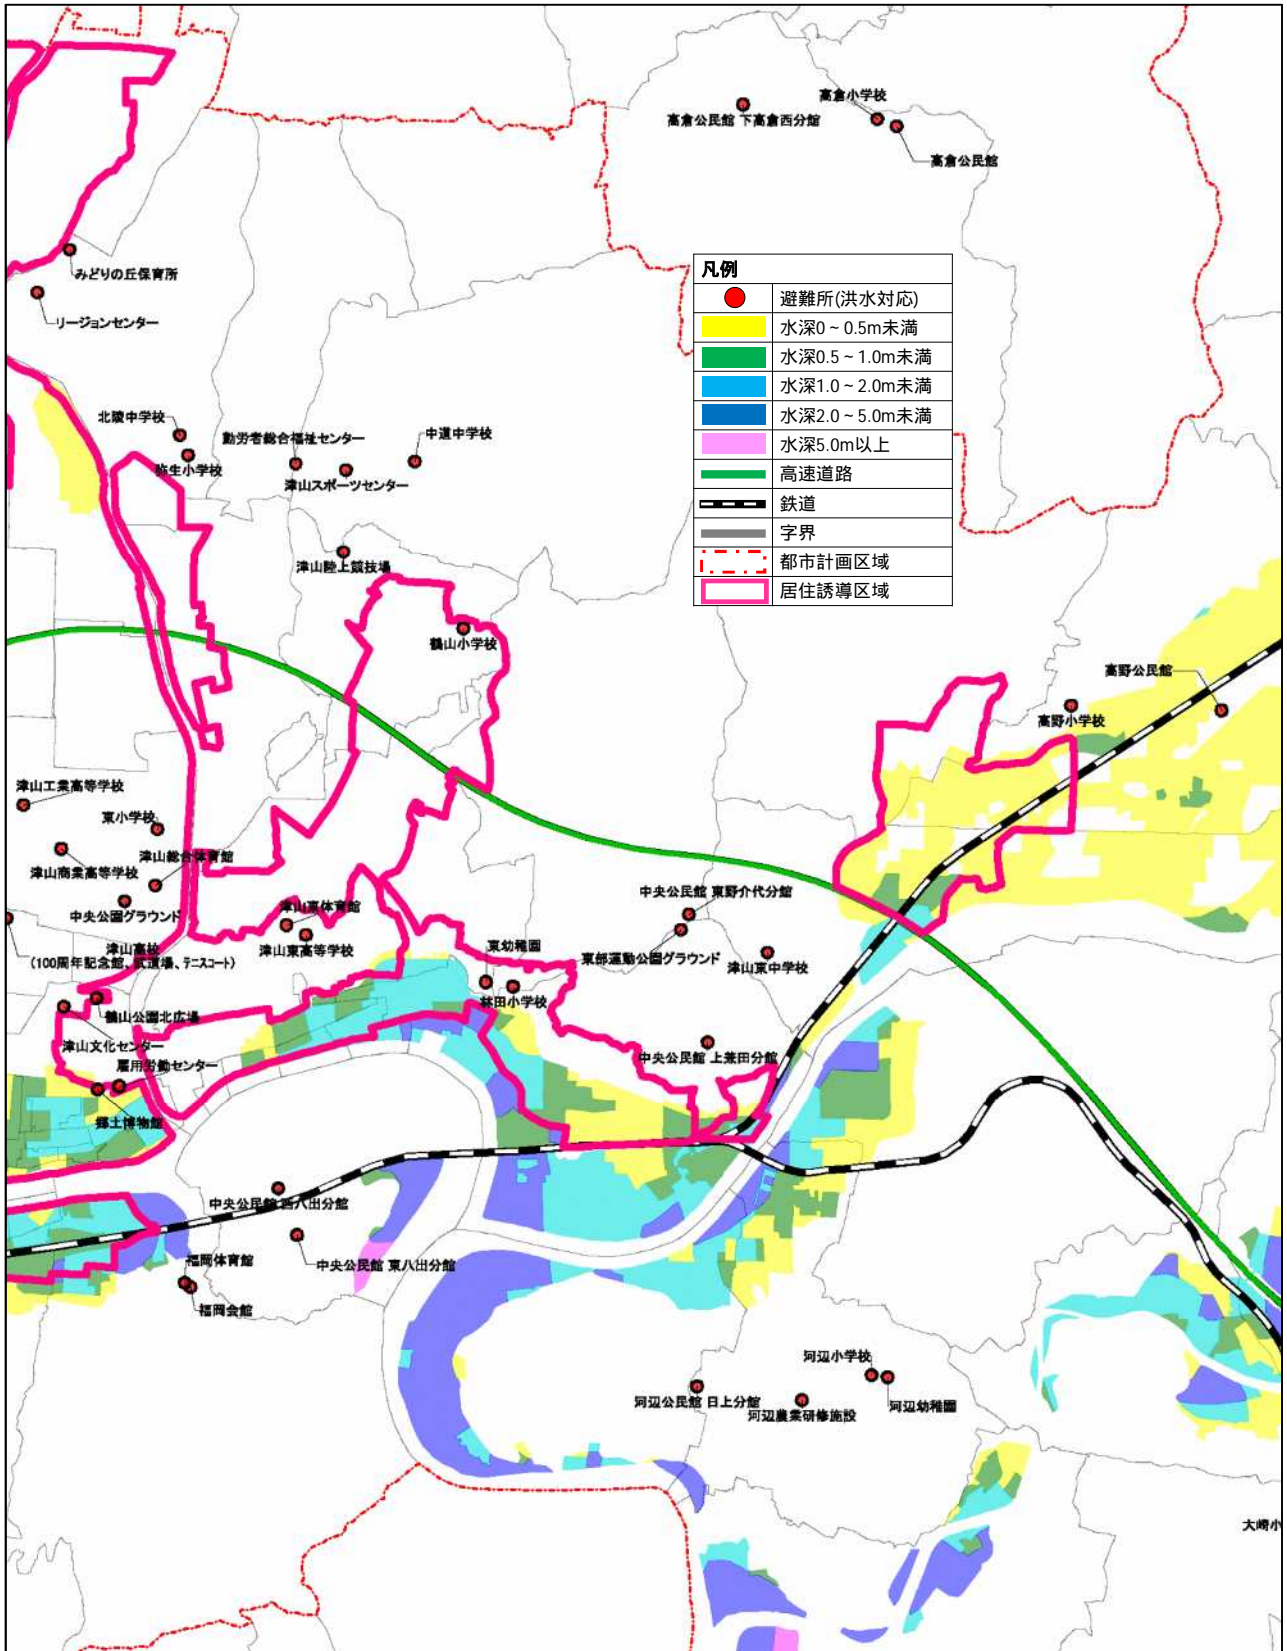 高倉小学校
高倉公民館 下高倉西分館
高倉公民館
みどりの丘保育所
リージョンセンター
凡例
避難所(洪水対応)
水深0~0.5m未満
水深0.5~1.0m未満
水深1.0~2.0m未満
水深2.0~5.0m未満
水深5.0m以上
高速道路
鉄道
字界
都市計画区域
居住誘導区域
北陵中学校
弥生小学校
勤労者総合福祉センター
中道中学校
津山スポーツセンター
津山陸上競技場
鶴山小学校
高野公民館
高野小学校
津山工業高等学校
東小学校
津山総合体育館
津山商業高等学校
中央公園グラウンド
津山東体育館
津山東高等学校
津山高校
(100周年記念館、武道場、テニスコート)
中央公民館 東野介代分館
東部運動公園グラウンド
津山東中学校
東幼稚園
林田小学校
鶴山公園北広場
津山文化センター
雇用労働センター
郷土博物館
中央公民館 上兼田分館
中央公民館 西八出分館
中央公民館 東八出分館
福岡体育館
福岡会館
河辺小学校
河辺幼稚園
河辺公民館 日上分館
河辺農業研修施設
大崎小